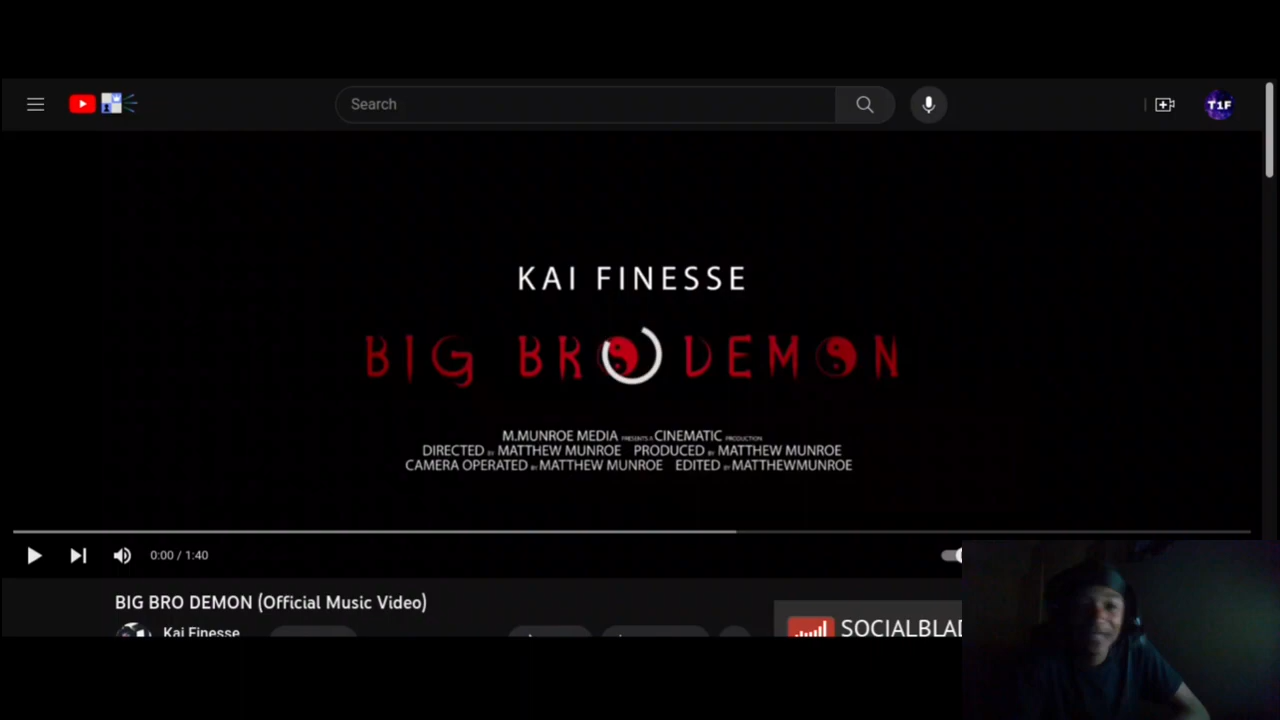 Search
T1F
KAI FINESSE
BIG BRO DEMON
M.MUNROE MEDIA PRESENTS A CINEMATIC PRODUCTION
DIRECTED BY MATTHEW MUNROE PRODUCED BY MATTHEW MUNROE
CAMERA OPERATED BY MATTHEW MUNROE EDITED BY MATTHEWMUNROE
0:00 / 1:40
BIG BRO DEMON (Official Music Video)
Kai Finesse
SOCIALBLAD